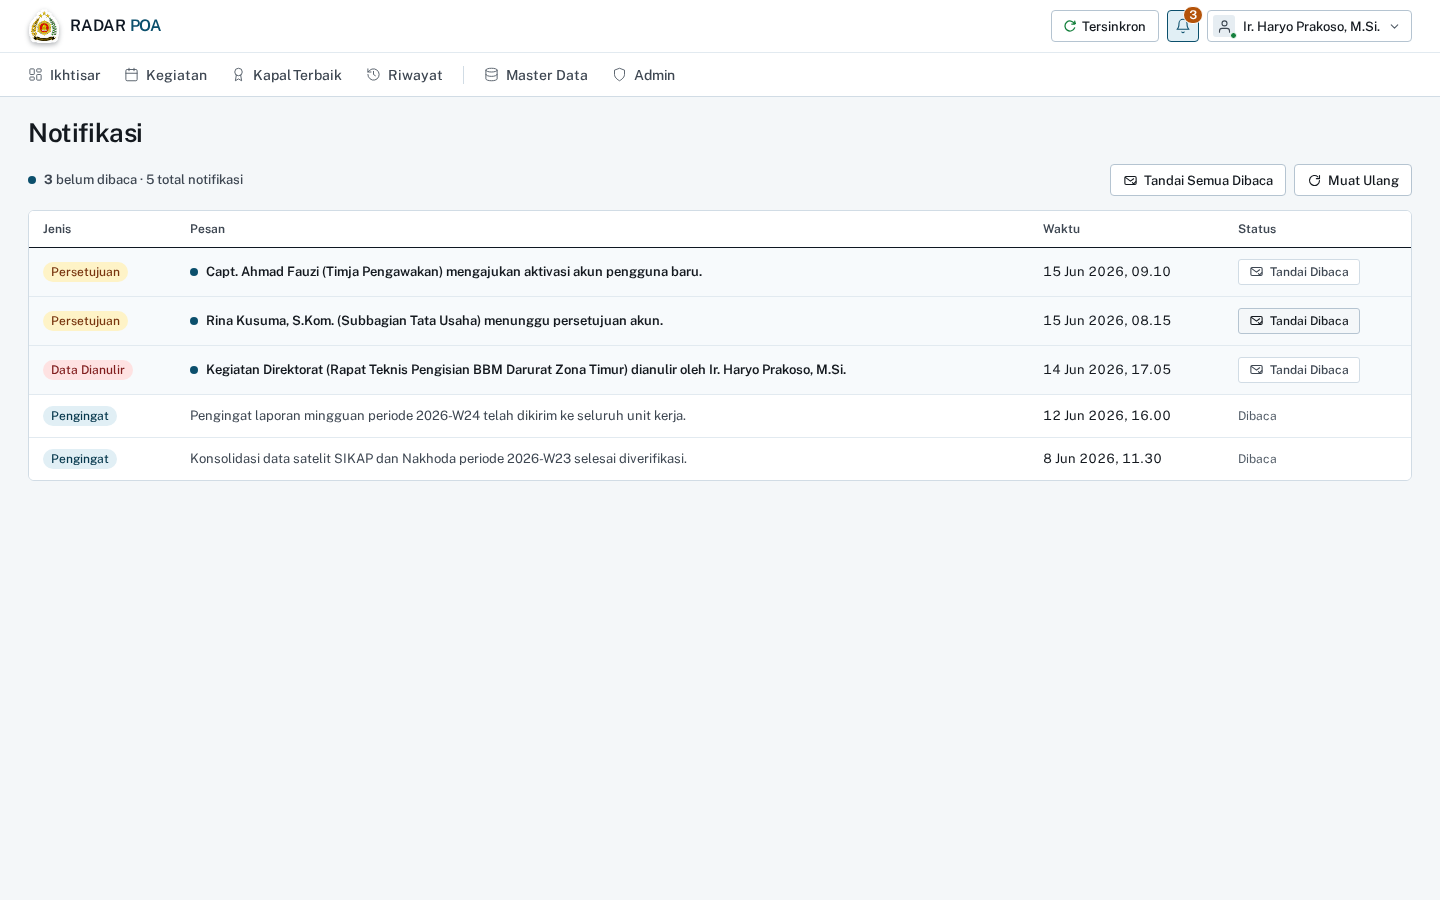 RADAR POA
Tersinkron
3
Ir. Haryo Prakoso, M.Si.
Ikhtisar
Kegiatan
Kapal Terbaik
Riwayat
Master Data
Admin
Notifikasi
3 belum dibaca · 5 total notifikasi
Tandai Semua Dibaca
Muat Ulang
Jenis Pesan Waktu Status
Persetujuan Capt. Ahmad Fauzi (Timja Pengawakan) mengajukan aktivasi akun pengguna baru. 15 Jun 2026, 09.10 Tandai Dibaca
Persetujuan Rina Kusuma, S.Kom. (Subbagian Tata Usaha) menunggu persetujuan akun. 15 Jun 2026, 08.15 Tandai Dibaca
Data Dianulir Kegiatan Direktorat (Rapat Teknis Pengisian BBM Darurat Zona Timur) dianulir oleh Ir. Haryo Prakoso, M.Si. 14 Jun 2026, 17.05 Tandai Dibaca
Pengingat Pengingat laporan mingguan periode 2026-W24 telah dikirim ke seluruh unit kerja. 12 Jun 2026, 16.00 Dibaca
Pengingat Konsolidasi data satelit SIKAP dan Nakhoda periode 2026-W23 selesai diverifikasi. 8 Jun 2026, 11.30 Dibaca